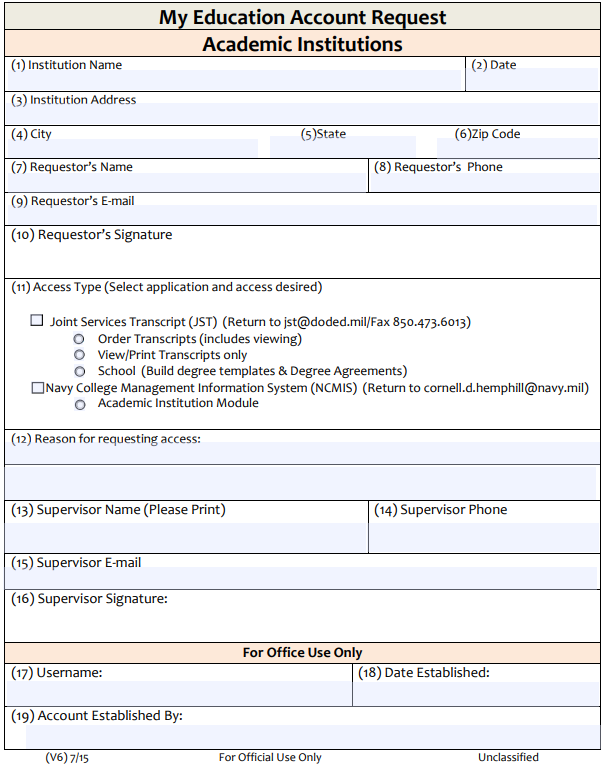 My Education Account Request
Academic Institutions
(1) Institution Name (2) Date
(3) Institution Address
(4) City (5)State (6)Zip Code
(7) Requestor's Name (8) Requestor's Phone
(9) Requestor's E-mail
(10) Requestor's Signature
(11) Access Type (Select application and access desired)
Joint Services Transcript (JST) (Return to jst@doded.mil/Fax 850.473.6013)
Order Transcripts (includes viewing)
View/Print Transcripts only
School (Build degree templates & Degree Agreements)
Navy College Management Information System (NCMIS) (Return to cornell.d.hemphill@navy.mil)
Academic Institution Module
(12) Reason for requesting access:
(13) Supervisor Name (Please Print) (14) Supervisor Phone
(15) Supervisor E-mail
(16) Supervisor Signature:
For Office Use Only
(17) Username: (18) Date Established:
(19) Account Established By:
(V6) 7/15 For Official Use Only Unclassified